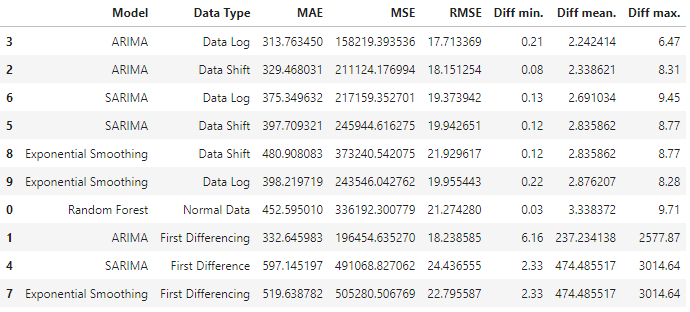 Model Data Type MAE MSE RMSE Diff min. Diff mean. Diff max.
3 ARIMA Data Log 313.763450 158219.393536 17.713369 0.21 2.242414 6.47
2 ARIMA Data Shift 329.468031 211124.176994 18.151254 0.08 2.338621 8.31
6 SARIMA Data Log 375.349632 217159.352701 19.373942 0.13 2.691034 9.45
5 SARIMA Data Shift 397.709321 245944.616275 19.942651 0.12 2.835862 8.77
8 Exponential Smoothing Data Shift 480.908083 373240.542075 21.929617 0.12 2.835862 8.77
9 Exponential Smoothing Data Log 398.219719 243546.042762 19.955443 0.22 2.876207 8.28
0 Random Forest Normal Data 452.595010 336192.300779 21.274280 0.03 3.338372 9.71
1 ARIMA First Differencing 332.645983 196454.635270 18.238585 6.16 237.234138 2577.87
4 SARIMA First Difference 597.145197 491068.827062 24.436555 2.33 474.485517 3014.64
7 Exponential Smoothing First Differencing 519.638782 505280.506769 22.795587 2.33 474.485517 3014.64